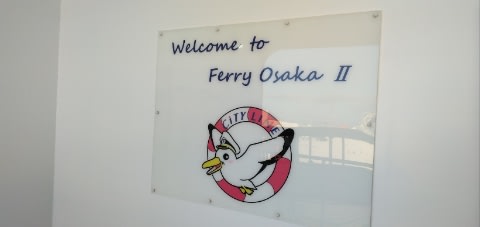 Welcome to
Ferry Osaka II
CITY LINE